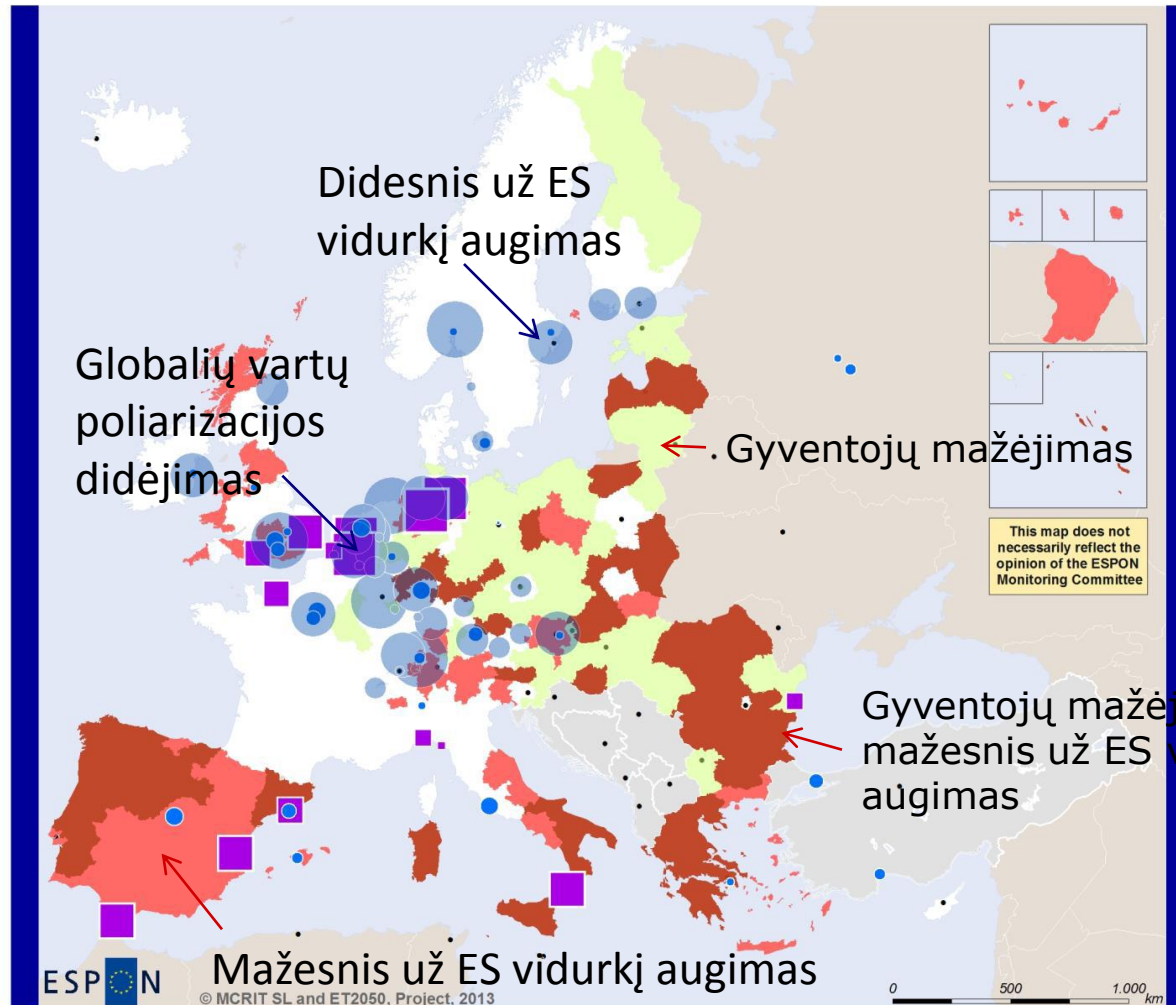 Didesnis už ES
vidurkį augimas
Globalių vartų
poliarizacijos
didėjimas
Gyventojų mažėjimas
This map does not
necessarily reflect the
opinion of the ESPON
Monitoring Committee
Gyventojų mažėj
mažesnis už ES v
augimas
Mažesnis už ES vidurkį augimas
ESPON
© MCRIT SL and ET2050, Project, 2013
0 500 1.000
km